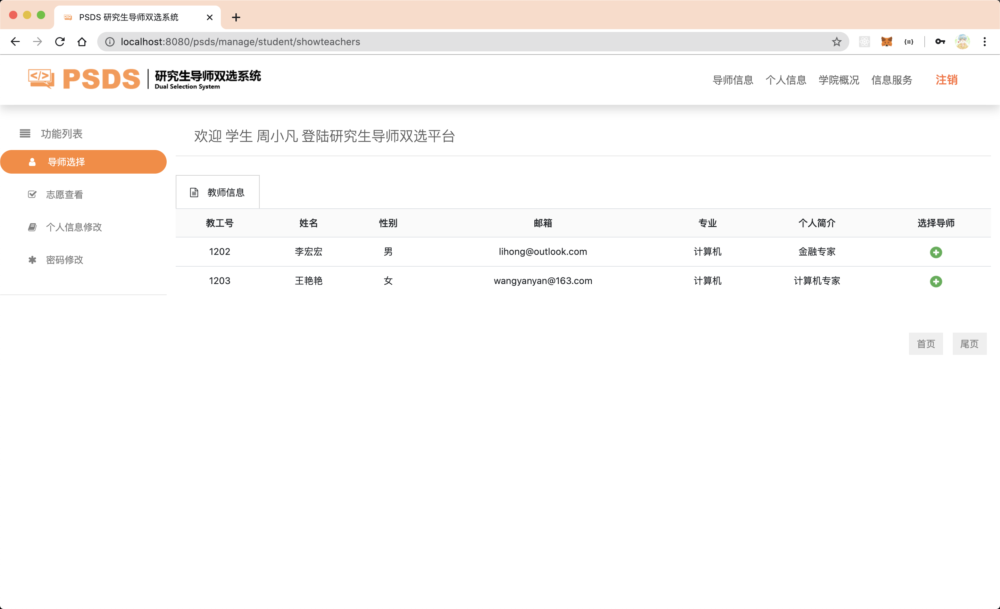 PSDS 研究生导师双选系统
localhost:8080/psds/manage/student/showteachers
</> PSDS 研究生导师双选系统
Dual Selection System
导师信息 个人信息 学院概况 信息服务 注销
功能列表
导师选择
志愿查看
个人信息修改
密码修改
欢迎 学生 周小凡 登陆研究生导师双选平台
教师信息
教工号 姓名 性别 邮箱 专业 个人简介 选择导师
1202 李宏宏 男 lihong@outlook.com 计算机 金融专家
1203 王艳艳 女 wangyanyan@163.com 计算机 计算机专家
首页 尾页